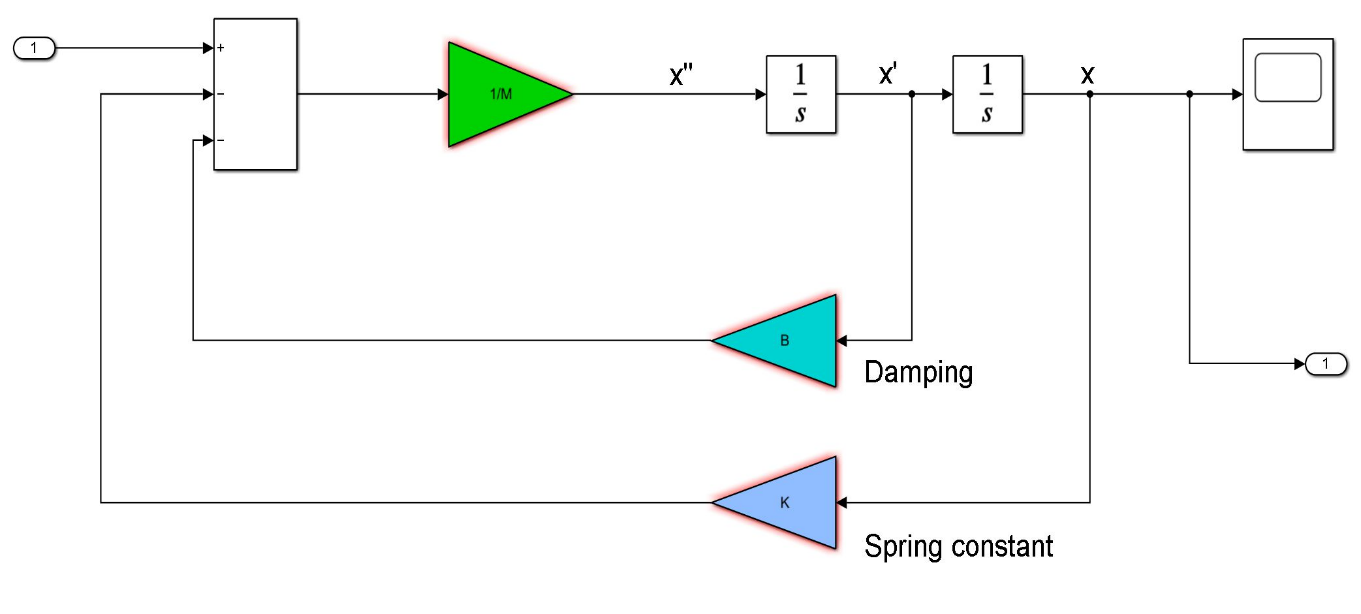 1
+
−
−
1/M
x"
1
s
x'
1
s
x
B
Damping
1
K
Spring constant